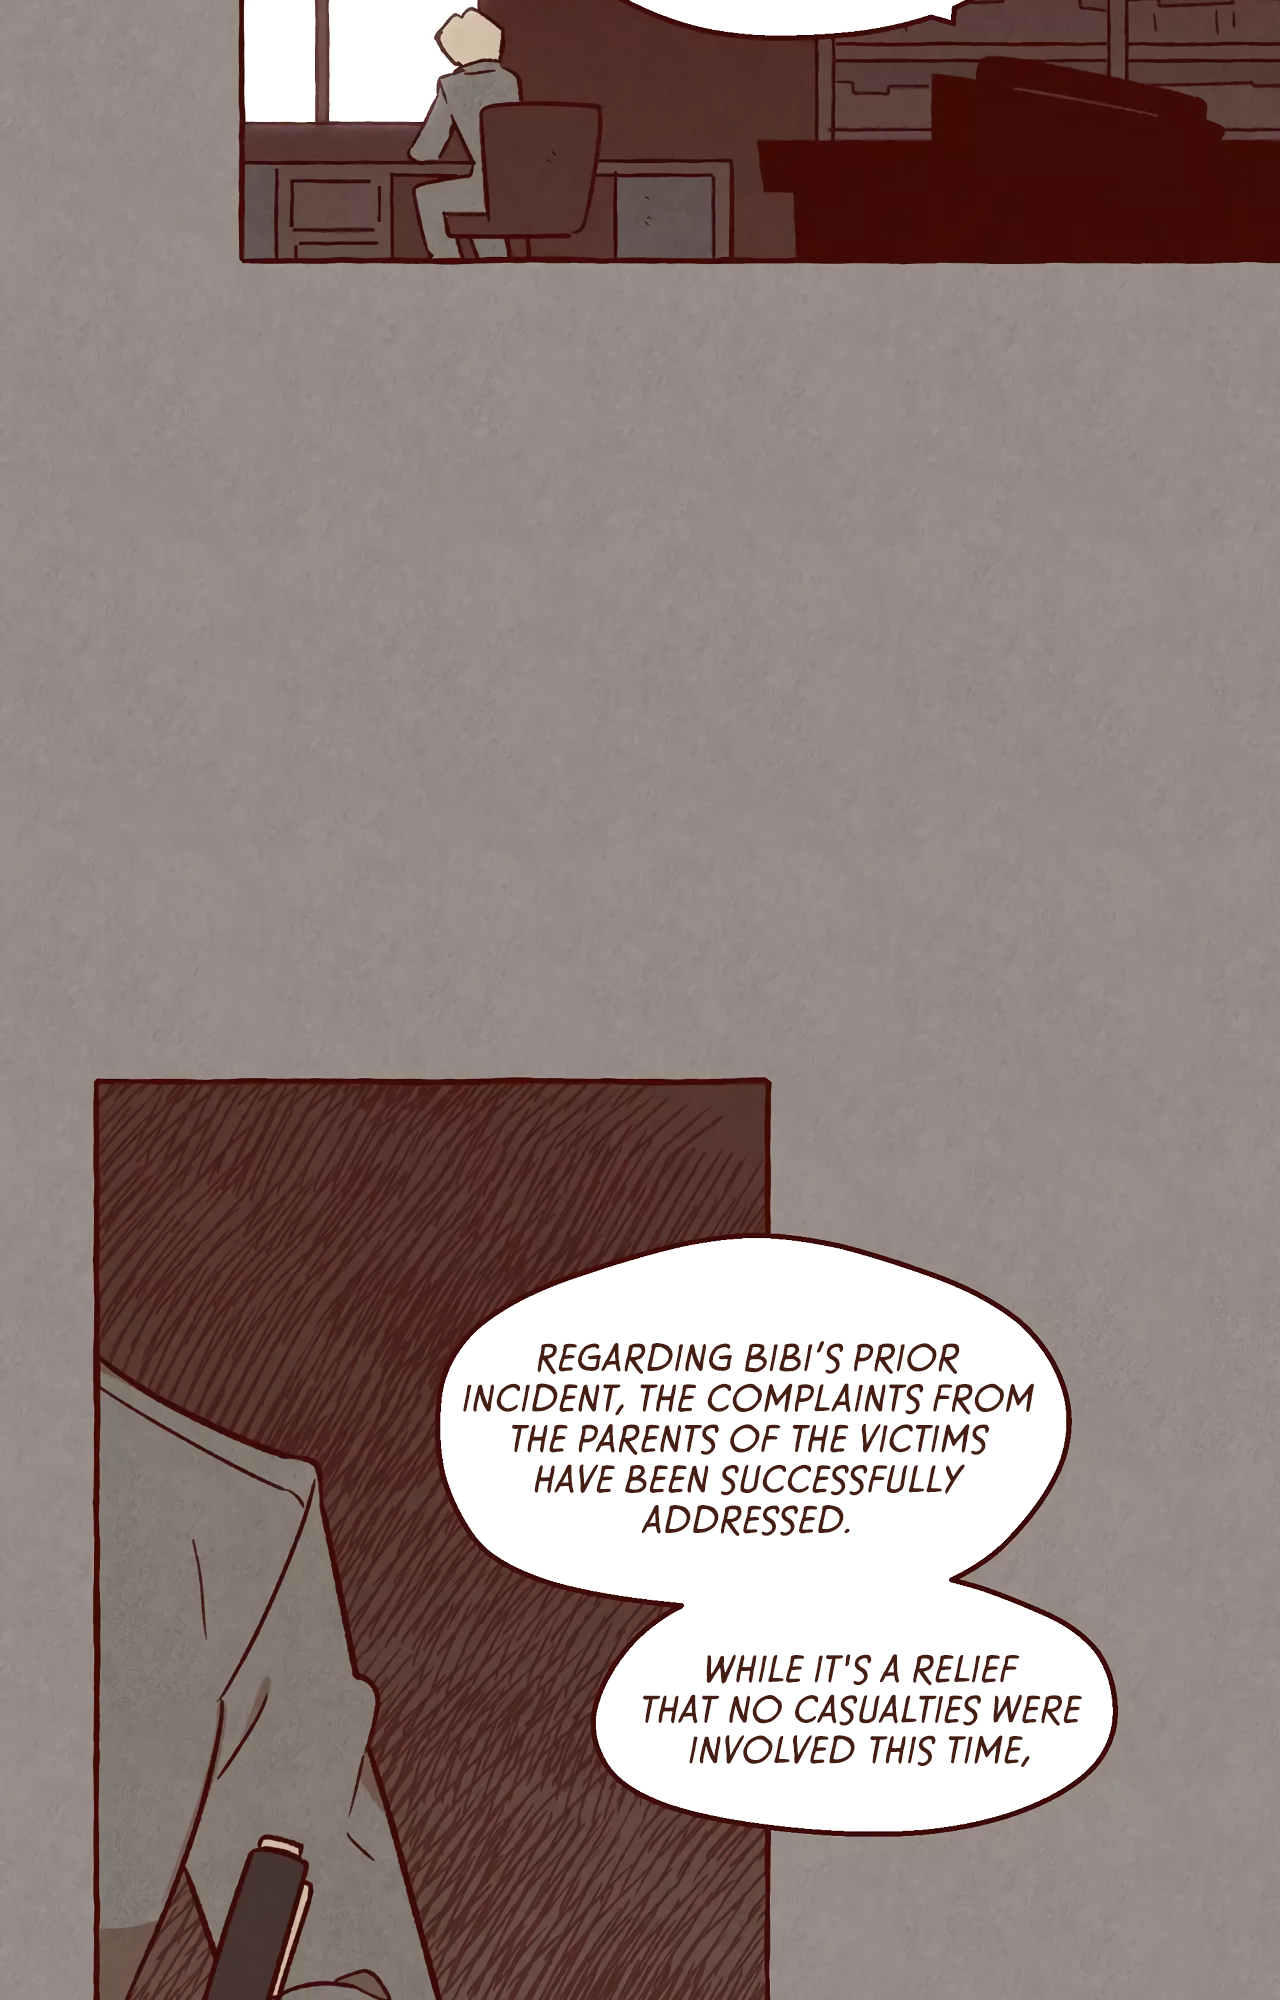 REGARDING BIBI'S PRIOR
INCIDENT, THE COMPLAINTS FROM
THE PARENTS OF THE VICTIMS
HAVE BEEN SUCCESSFULLY
ADDRESSED.
WHILE IT'S A RELIEF
THAT NO CASUALTIES WERE
INVOLVED THIS TIME,